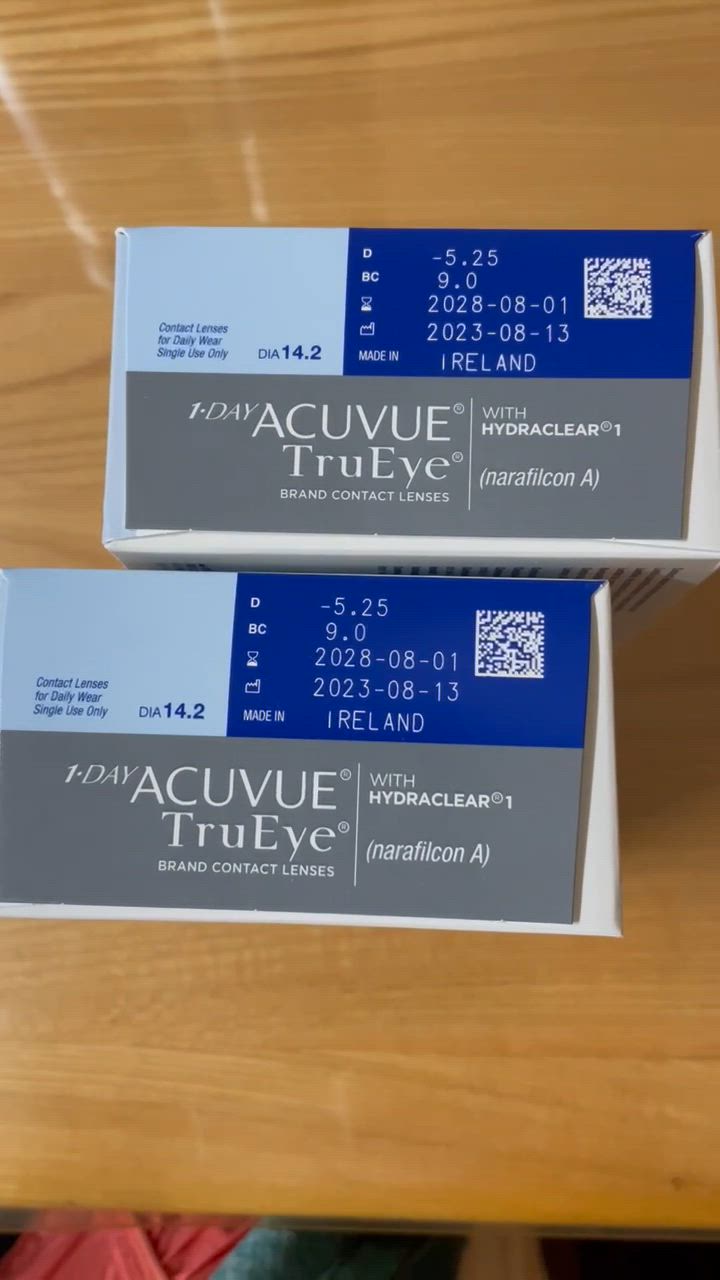 D -5.25
BC 9.0
2028-08-01
2023-08-13
MADE IN IRELAND
Contact Lenses
for Daily Wear
Single Use Only
DIA 14.2
1·DAY ACUVUE® TruEye®
BRAND CONTACT LENSES
WITH
HYDRACLEAR®1
(narafilcon A)
D -5.25
BC 9.0
2028-08-01
2023-08-13
MADE IN IRELAND
Contact Lenses
for Daily Wear
Single Use Only
DIA 14.2
1·DAY ACUVUE® TruEye®
BRAND CONTACT LENSES
WITH
HYDRACLEAR®1
(narafilcon A)